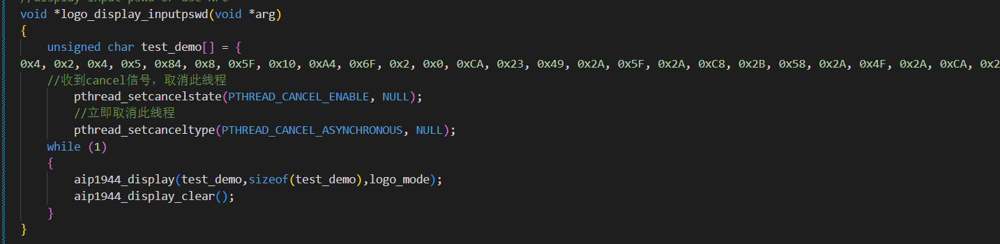 void *logo_display_inputpswd(void *arg)
{
unsigned char test_demo[] = {
0x4, 0x2, 0x4, 0x5, 0x84, 0x8, 0x5F, 0x10, 0xA4, 0x6F, 0x2, 0x0, 0xCA, 0x23, 0x49, 0x2A, 0x5F, 0x2A, 0xC8, 0x2B, 0x58, 0x2A, 0x4F, 0x2A, 0xCA, 0x2
//收到cancel信号，取消此线程
pthread_setcancelstate(PTHREAD_CANCEL_ENABLE, NULL);
//立即取消此线程
pthread_setcanceltype(PTHREAD_CANCEL_ASYNCHRONOUS, NULL);
while (1)
{
aip1944_display(test_demo,sizeof(test_demo),logo_mode);
aip1944_display_clear();
}
}